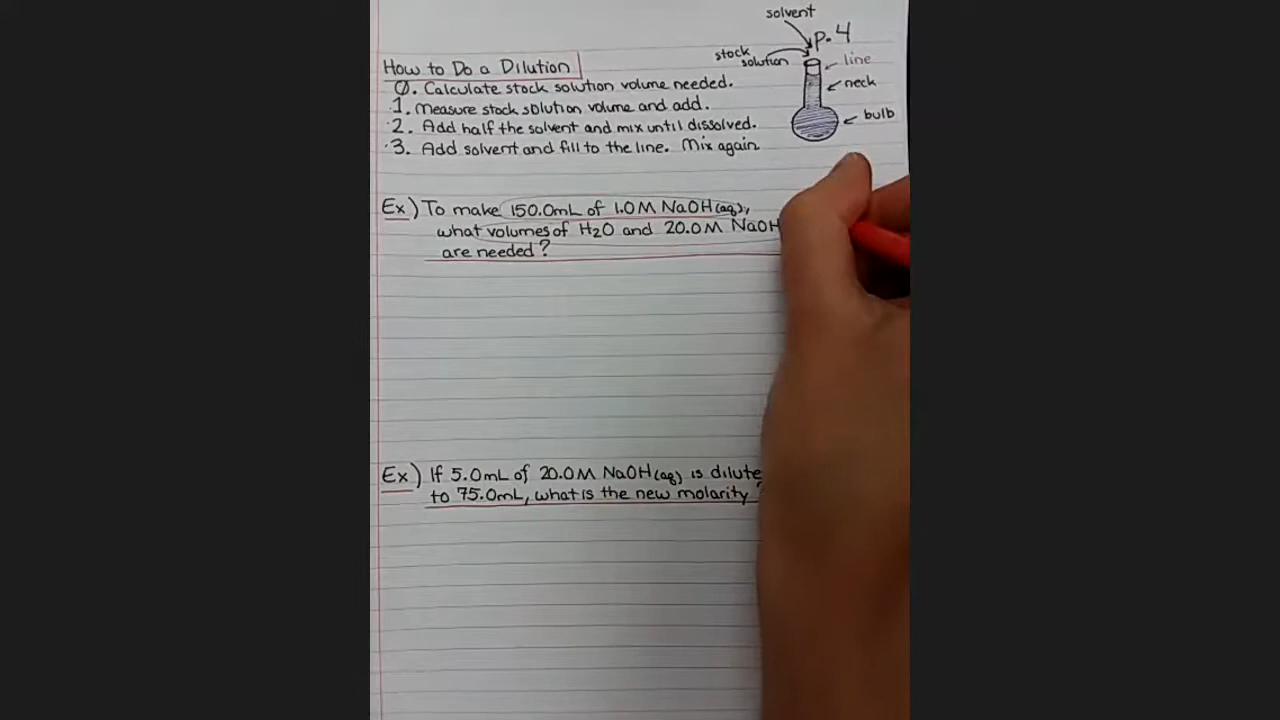 solvent
p.4
stock
solution
line
neck
bulb
How to Do a Dilution
0. Calculate stock solution volume needed.
1. Measure stock solution volume and add.
2. Add half the solvent and mix until dissolved.
3. Add solvent and fill to the line. Mix again
Ex) To make 150.0mL of 1.0M NaOH(aq),
what volumes of H₂O and 20.0M NaOH
are needed?
Ex) If 5.0mL of 20.0M NaOH(aq) is dilute
to 75.0mL, what is the new molarity?